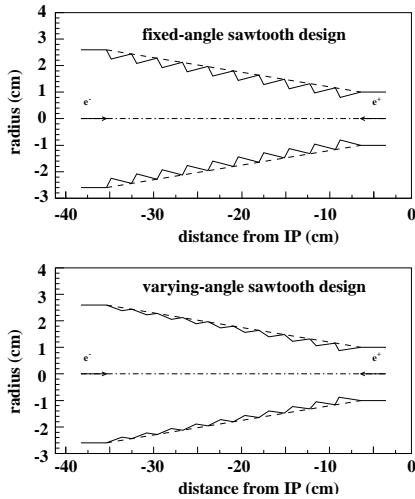 fixed-angle sawtooth design
radius (cm)
4
3
2
1
0
-1
-2
-3
e-
e+
-40 -30 -20 -10 0
distance from IP (cm)
varying-angle sawtooth design
radius (cm)
4
3
2
1
0
-1
-2
-3
e-
e+
-40 -30 -20 -10 0
distance from IP (cm)